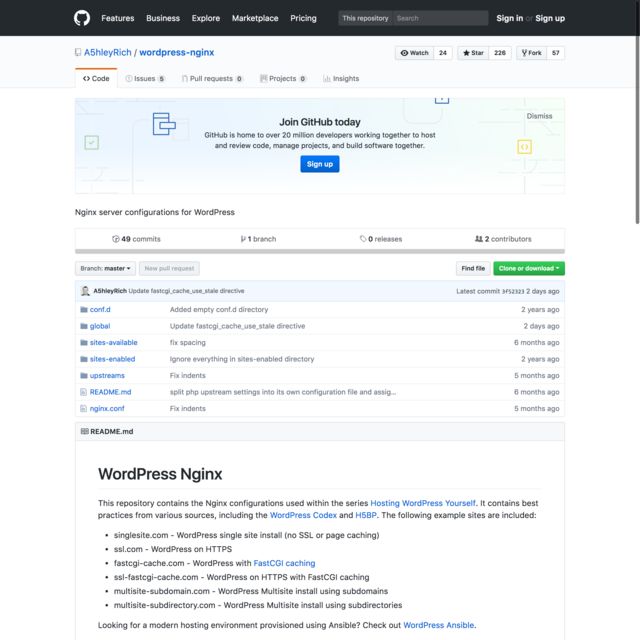 Features Business Explore Marketplace Pricing This repository Search Sign in or Sign up
A5hleyRich / wordpress-nginx Watch 24 Star 226 Fork 57
Code Issues 5 Pull requests 0 Projects 0 Insights
Dismiss
Join GitHub today
GitHub is home to over 20 million developers working together to host
and review code, manage projects, and build software together.
Sign up
Nginx server configurations for WordPress
49 commits 1 branch 0 releases 2 contributors
Branch: master New pull request Find file Clone or download
A5hleyRich Update fastcgi_cache_use_stale directive Latest commit 3f52323 2 days ago
conf.d Added empty conf.d directory 2 years ago
global Update fastcgi_cache_use_stale directive 2 days ago
sites-available fix spacing 6 months ago
sites-enabled Ignore everything in sites-enabled directory 2 years ago
upstreams Fix indents 5 months ago
README.md split php upstream settings into its own configuration file and assig... 6 months ago
nginx.conf Fix indents 5 months ago
README.md
WordPress Nginx
This repository contains the Nginx configurations used within the series Hosting WordPress Yourself. It contains best
practices from various sources, including the WordPress Codex and H5BP. The following example sites are included:
• singlesite.com - WordPress single site install (no SSL or page caching)
• ssl.com - WordPress on HTTPS
• fastcgi-cache.com - WordPress with FastCGI caching
• ssl-fastcgi-cache.com - WordPress on HTTPS with FastCGI caching
• multisite-subdomain.com - WordPress Multisite install using subdomains
• multisite-subdirectory.com - WordPress Multisite install using subdirectories
Looking for a modern hosting environment provisioned using Ansible? Check out WordPress Ansible.